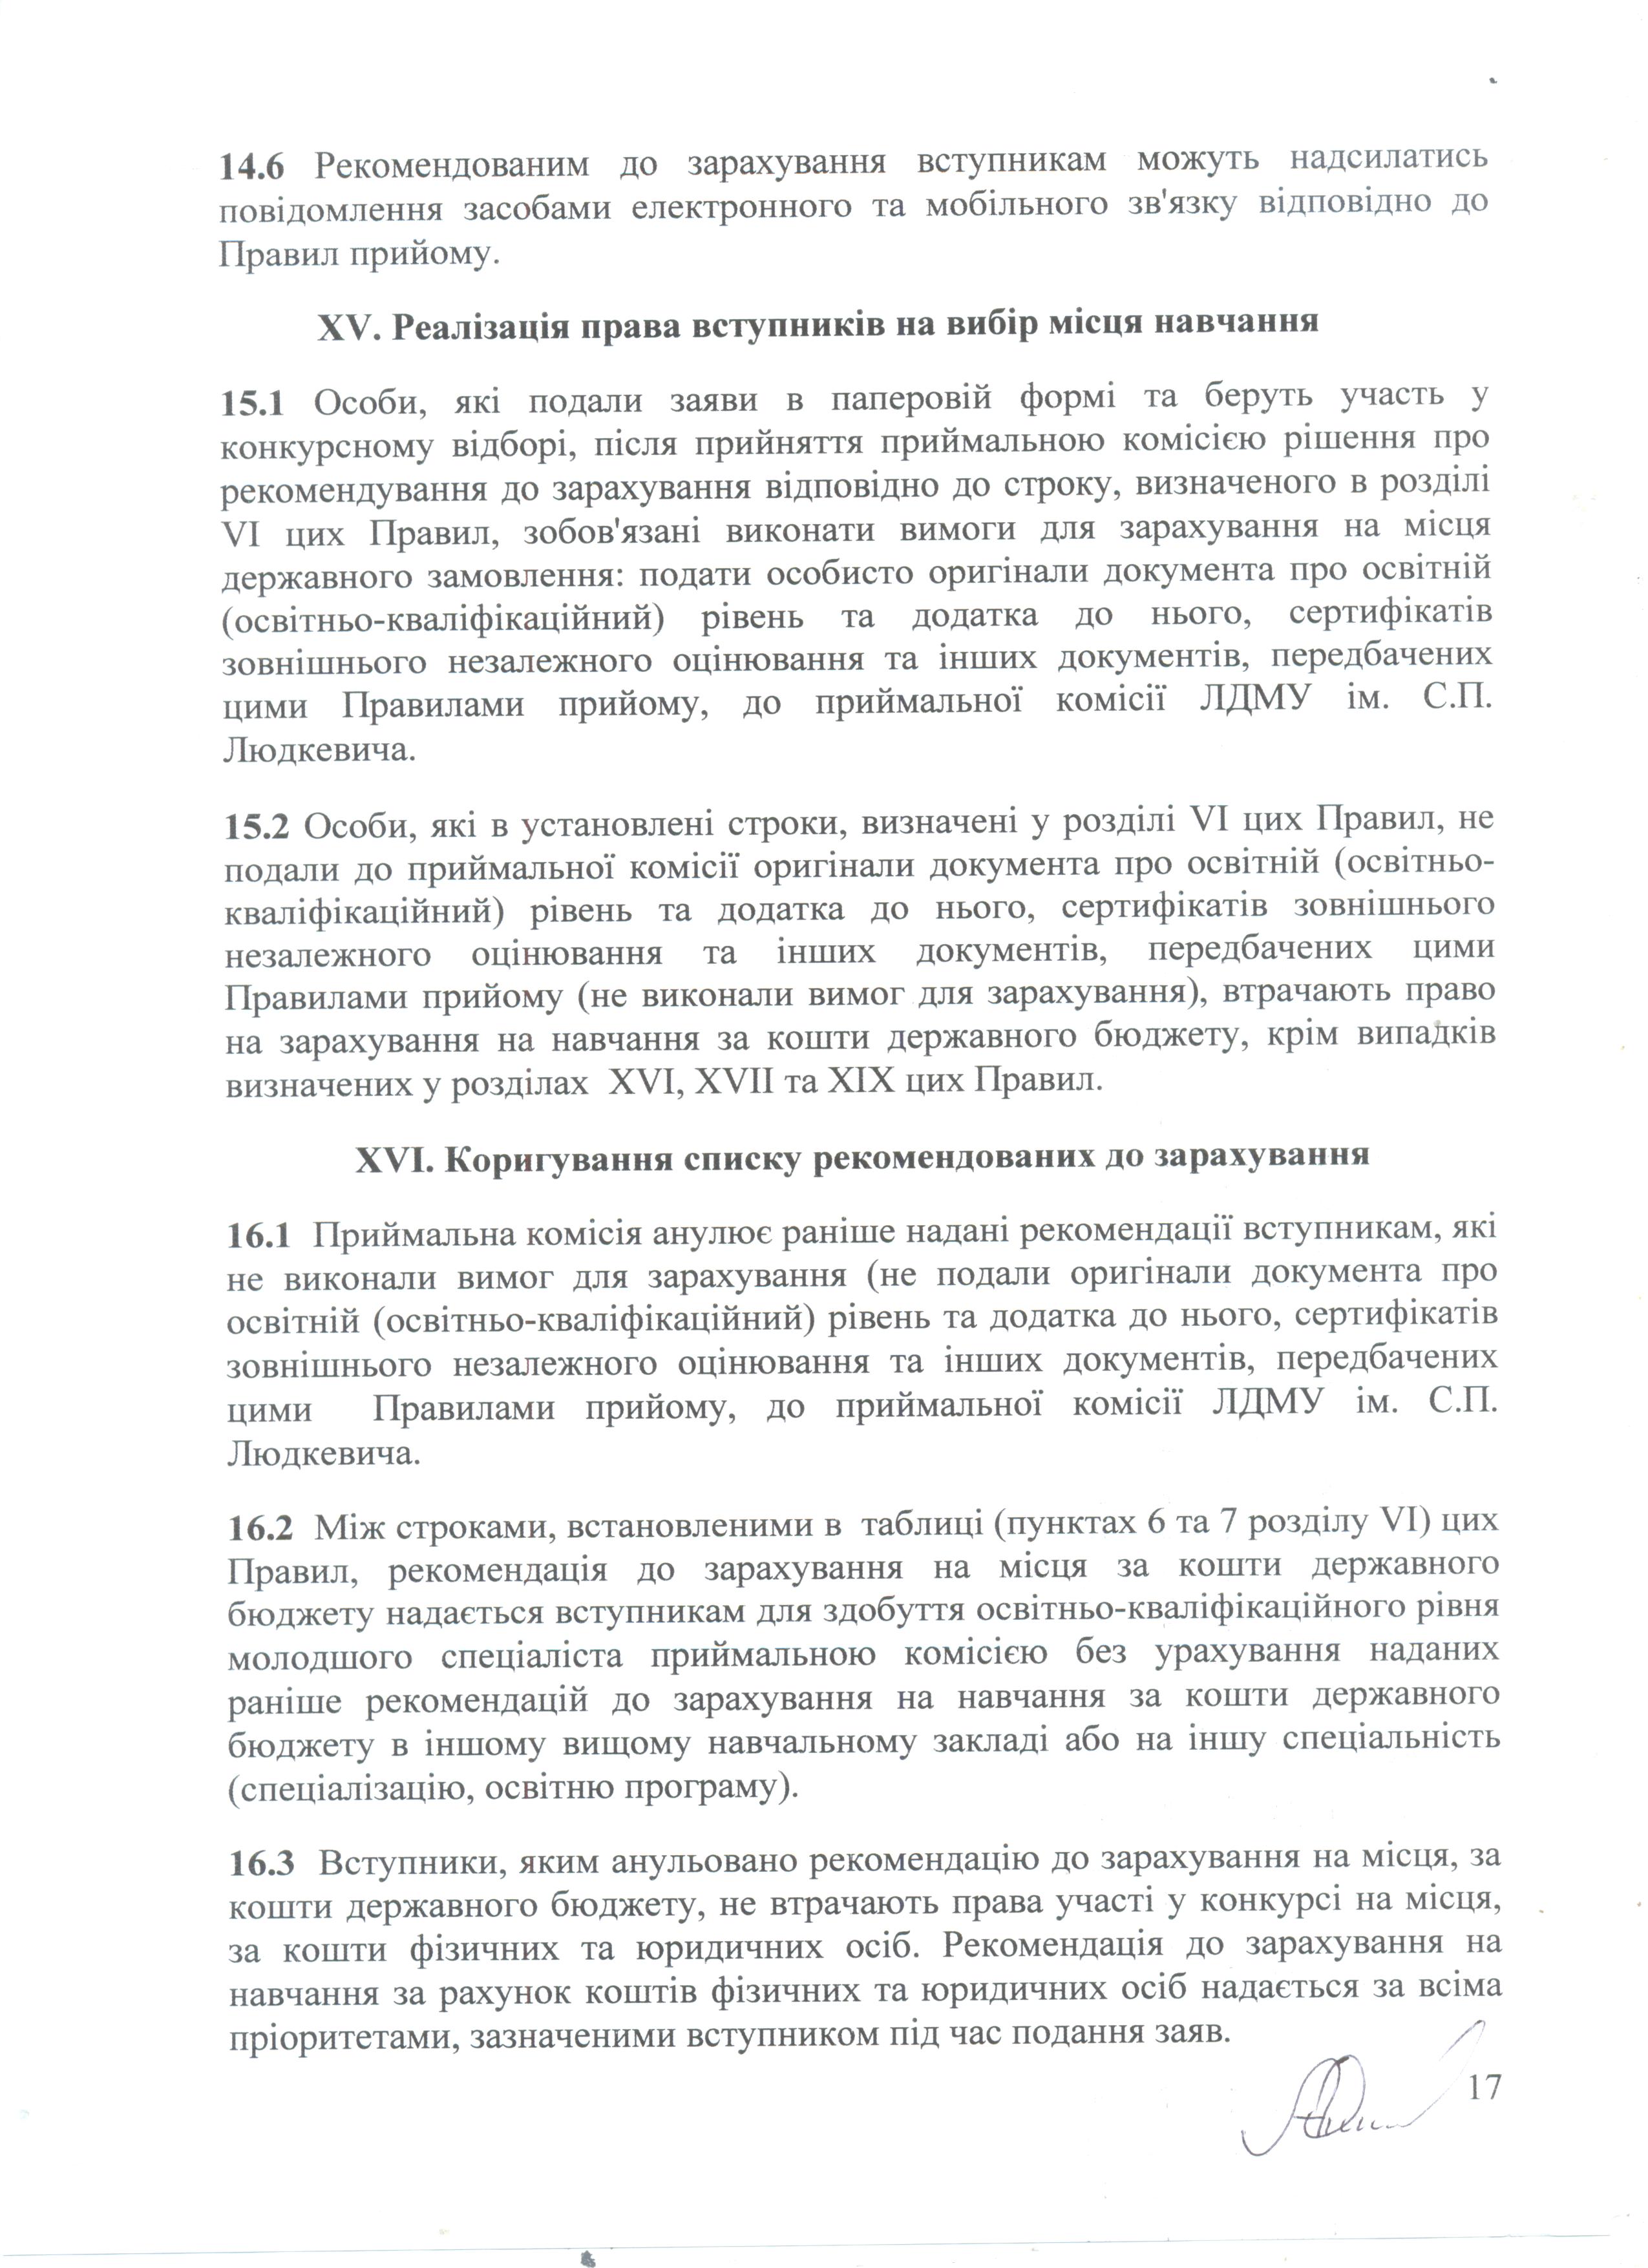 14.6 Рекомендованим до зарахування вступникам можуть надсилатись
повідомлення засобами електронного та мобільного зв'язку відповідно до
Правил прийому.
XV. Реалізація права вступників на вибір місця навчання
15.1 Особи, які подали заяви в паперовій формі та беруть участь у
конкурсному відборі, після прийняття приймальною комісією рішення про
рекомендування до зарахування відповідно до строку, визначеного в розділі
VI цих Правил, зобов'язані виконати вимоги для зарахування на місця
державного замовлення: подати особисто оригінали документа про освітній
(освітньо-кваліфікаційний) рівень та додатка до нього, сертифікатів
зовнішнього незалежного оцінювання та інших документів, передбачених
цими Правилами прийому, до приймальної комісії ЛДМУ ім. С.П.
Людкевича.
15.2 Особи, які в установлені строки, визначені у розділі VI цих Правил, не
подали до приймальної комісії оригінали документа про освітній (освітньо-
кваліфікаційний) рівень та додатка до нього, сертифікатів зовнішнього
незалежного оцінювання та інших документів, передбачених цими
Правилами прийому (не виконали вимог для зарахування), втрачають право
на зарахування на навчання за кошти державного бюджету, крім випадків
визначених у розділах XVI, XVII та XIX цих Правил.
XVI. Коригування списку рекомендованих до зарахування
16.1 Приймальна комісія анулює раніше надані рекомендації вступникам, які
не виконали вимог для зарахування (не подали оригінали документа про
освітній (освітньо-кваліфікаційний) рівень та додатка до нього, сертифікатів
зовнішнього незалежного оцінювання та інших документів, передбачених
цими Правилами прийому, до приймальної комісії ЛДМУ ім. С.П.
Людкевича.
16.2 Між строками, встановленими в таблиці (пунктах 6 та 7 розділу VI) цих
Правил, рекомендація до зарахування на місця за кошти державного
бюджету надається вступникам для здобуття освітньо-кваліфікаційного рівня
молодшого спеціаліста приймальною комісією без урахування наданих
раніше рекомендацій до зарахування на навчання за кошти державного
бюджету в іншому вищому навчальному закладі або на іншу спеціальність
(спеціалізацію, освітню програму).
16.3 Вступники, яким анульовано рекомендацію до зарахування на місця, за
кошти державного бюджету, не втрачають права участі у конкурсі на місця,
за кошти фізичних та юридичних осіб. Рекомендація до зарахування на
навчання за рахунок коштів фізичних та юридичних осіб надається за всіма
пріоритетами, зазначеними вступником під час подання заяв.
17